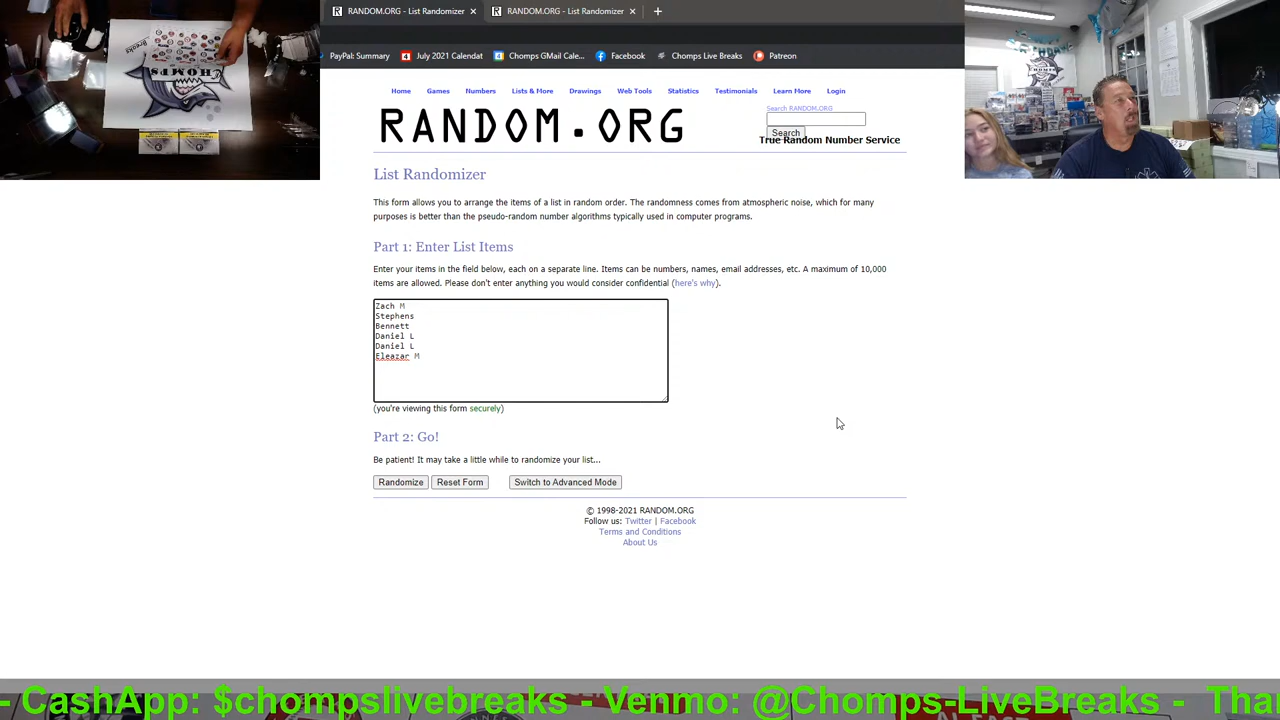 RANDOM.ORG - List Randomizer
RANDOM.ORG - List Randomizer
PayPal: Summary
July 2021 Calendat
Chomps GMail Cale...
Facebook
Chomps Live Breaks
Patreon
Breaks
CHOMPS
Home Games Numbers Lists & More Drawings Web Tools Statistics Testimonials Learn More Login
Search RANDOM.ORG
RANDOM.ORG
Search
True Random Number Service
List Randomizer
This form allows you to arrange the items of a list in random order. The randomness comes from atmospheric noise, which for many
purposes is better than the pseudo-random number algorithms typically used in computer programs.
Part 1: Enter List Items
Enter your items in the field below, each on a separate line. Items can be numbers, names, email addresses, etc. A maximum of 10,000
items are allowed. Please don't enter anything you would consider confidential (here's why).
Zach M
Stephens
Bennett
Daniel L
Daniel L
Eleazar M
(you're viewing this form securely)
Part 2: Go!
Be patient! It may take a little while to randomize your list...
Randomize Reset Form Switch to Advanced Mode
© 1998-2021 RANDOM.ORG
Follow us: Twitter | Facebook
Terms and Conditions
About Us
- CashApp: $chompslivebreaks - Venmo: @Chomps-LiveBreaks - Tha